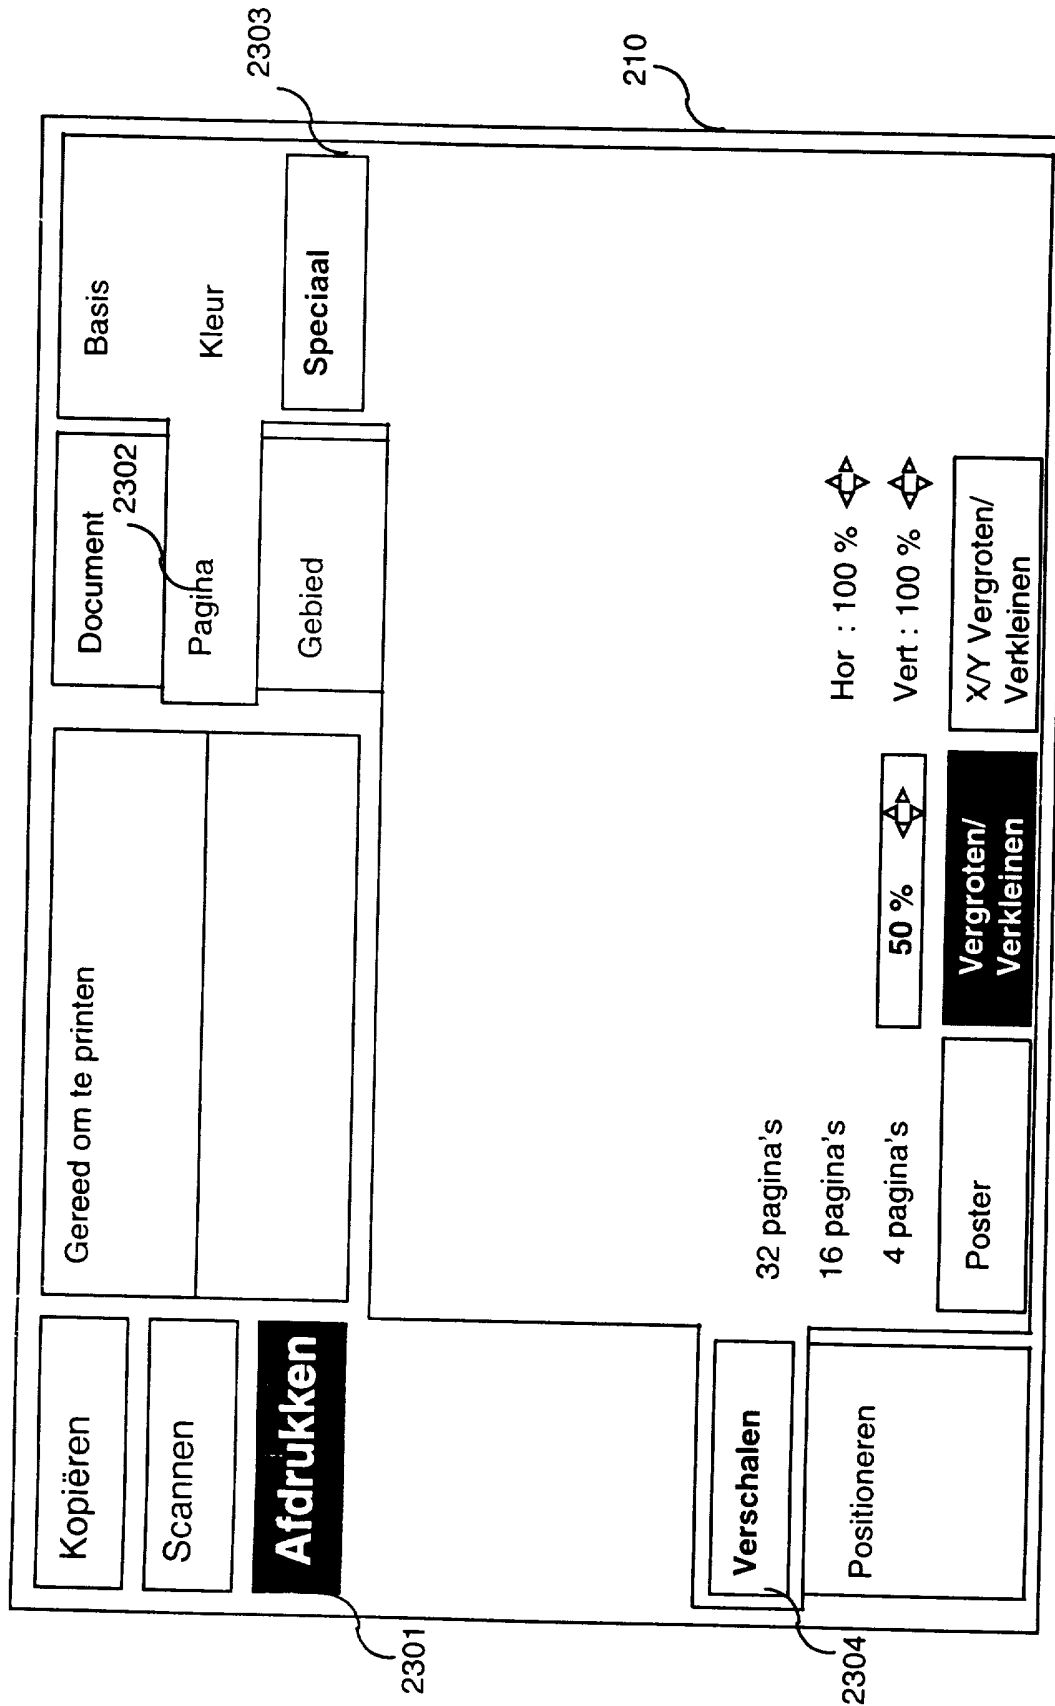 Kopiëren
Scannen
Afdrukken
2301
Gereed om te printen
Document
2302
Pagina
Gebied
Basis
Kleur
Speciaal
2303
210
Verschalen
Positioneren
2304
32 pagina's
16 pagina's
4 pagina's
Poster
50 %
Vergroten/
Verkleinen
Hor : 100 %
Vert : 100 %
X/Y Vergroten/
Verkleinen